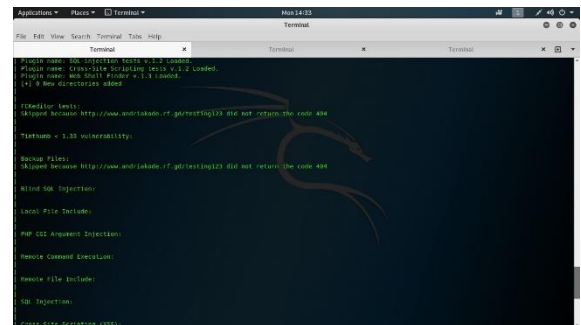 Applications ▾ Places ▾ Terminal ▾ Mon 14:33 1
Terminal
File Edit View Search Terminal Tabs Help
Terminal × Terminal × Terminal ×
| Plugin name: SQL injection tests v.1.2 Loaded.
| Plugin name: Cross-Site Scripting tests v.1.2 Loaded.
| Plugin name: Web Shell Finder v.1.3 Loaded.
| [+] 0 New directories added
|
| FCKeditor tests:
| Skipped because http://www.andriakade.rf.gd/testing123 did not return the code 404
|
| Timthumb < 1.33 vulnerability:
|
| Backup Files:
| Skipped because http://www.andriakade.rf.gd/testing123 did not return the code 404
|
| Blind SQL Injection:
|
| Local File Include:
|
| PHP CGI Argument Injection:
|
| Remote Command Execution:
|
| Remote File Include:
|
| SQL Injection:
|
| Cross-Site Scripting (XSS):